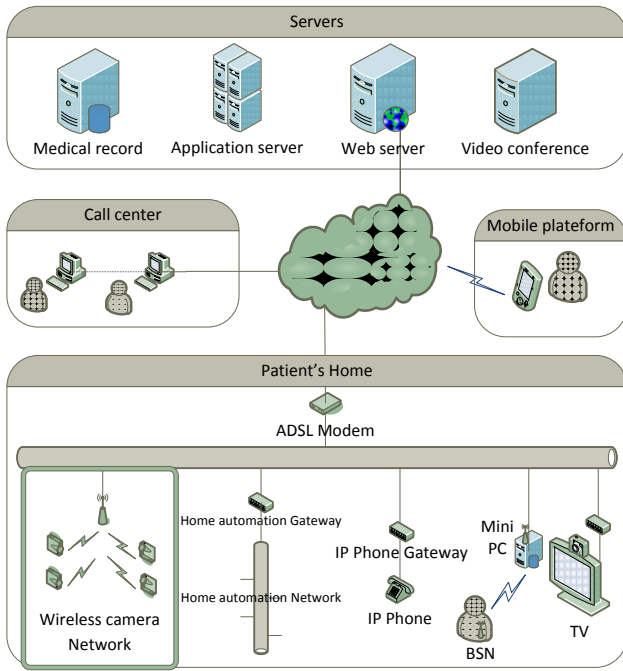 Servers
Medical record
Application server
Web server
Video conference
Call center
Mobile plateform
Patient's Home
ADSL Modem
Home automation Gateway
Home automation Network
Wireless camera
Network
IP Phone Gateway
IP Phone
Mini
PC
BSN
TV